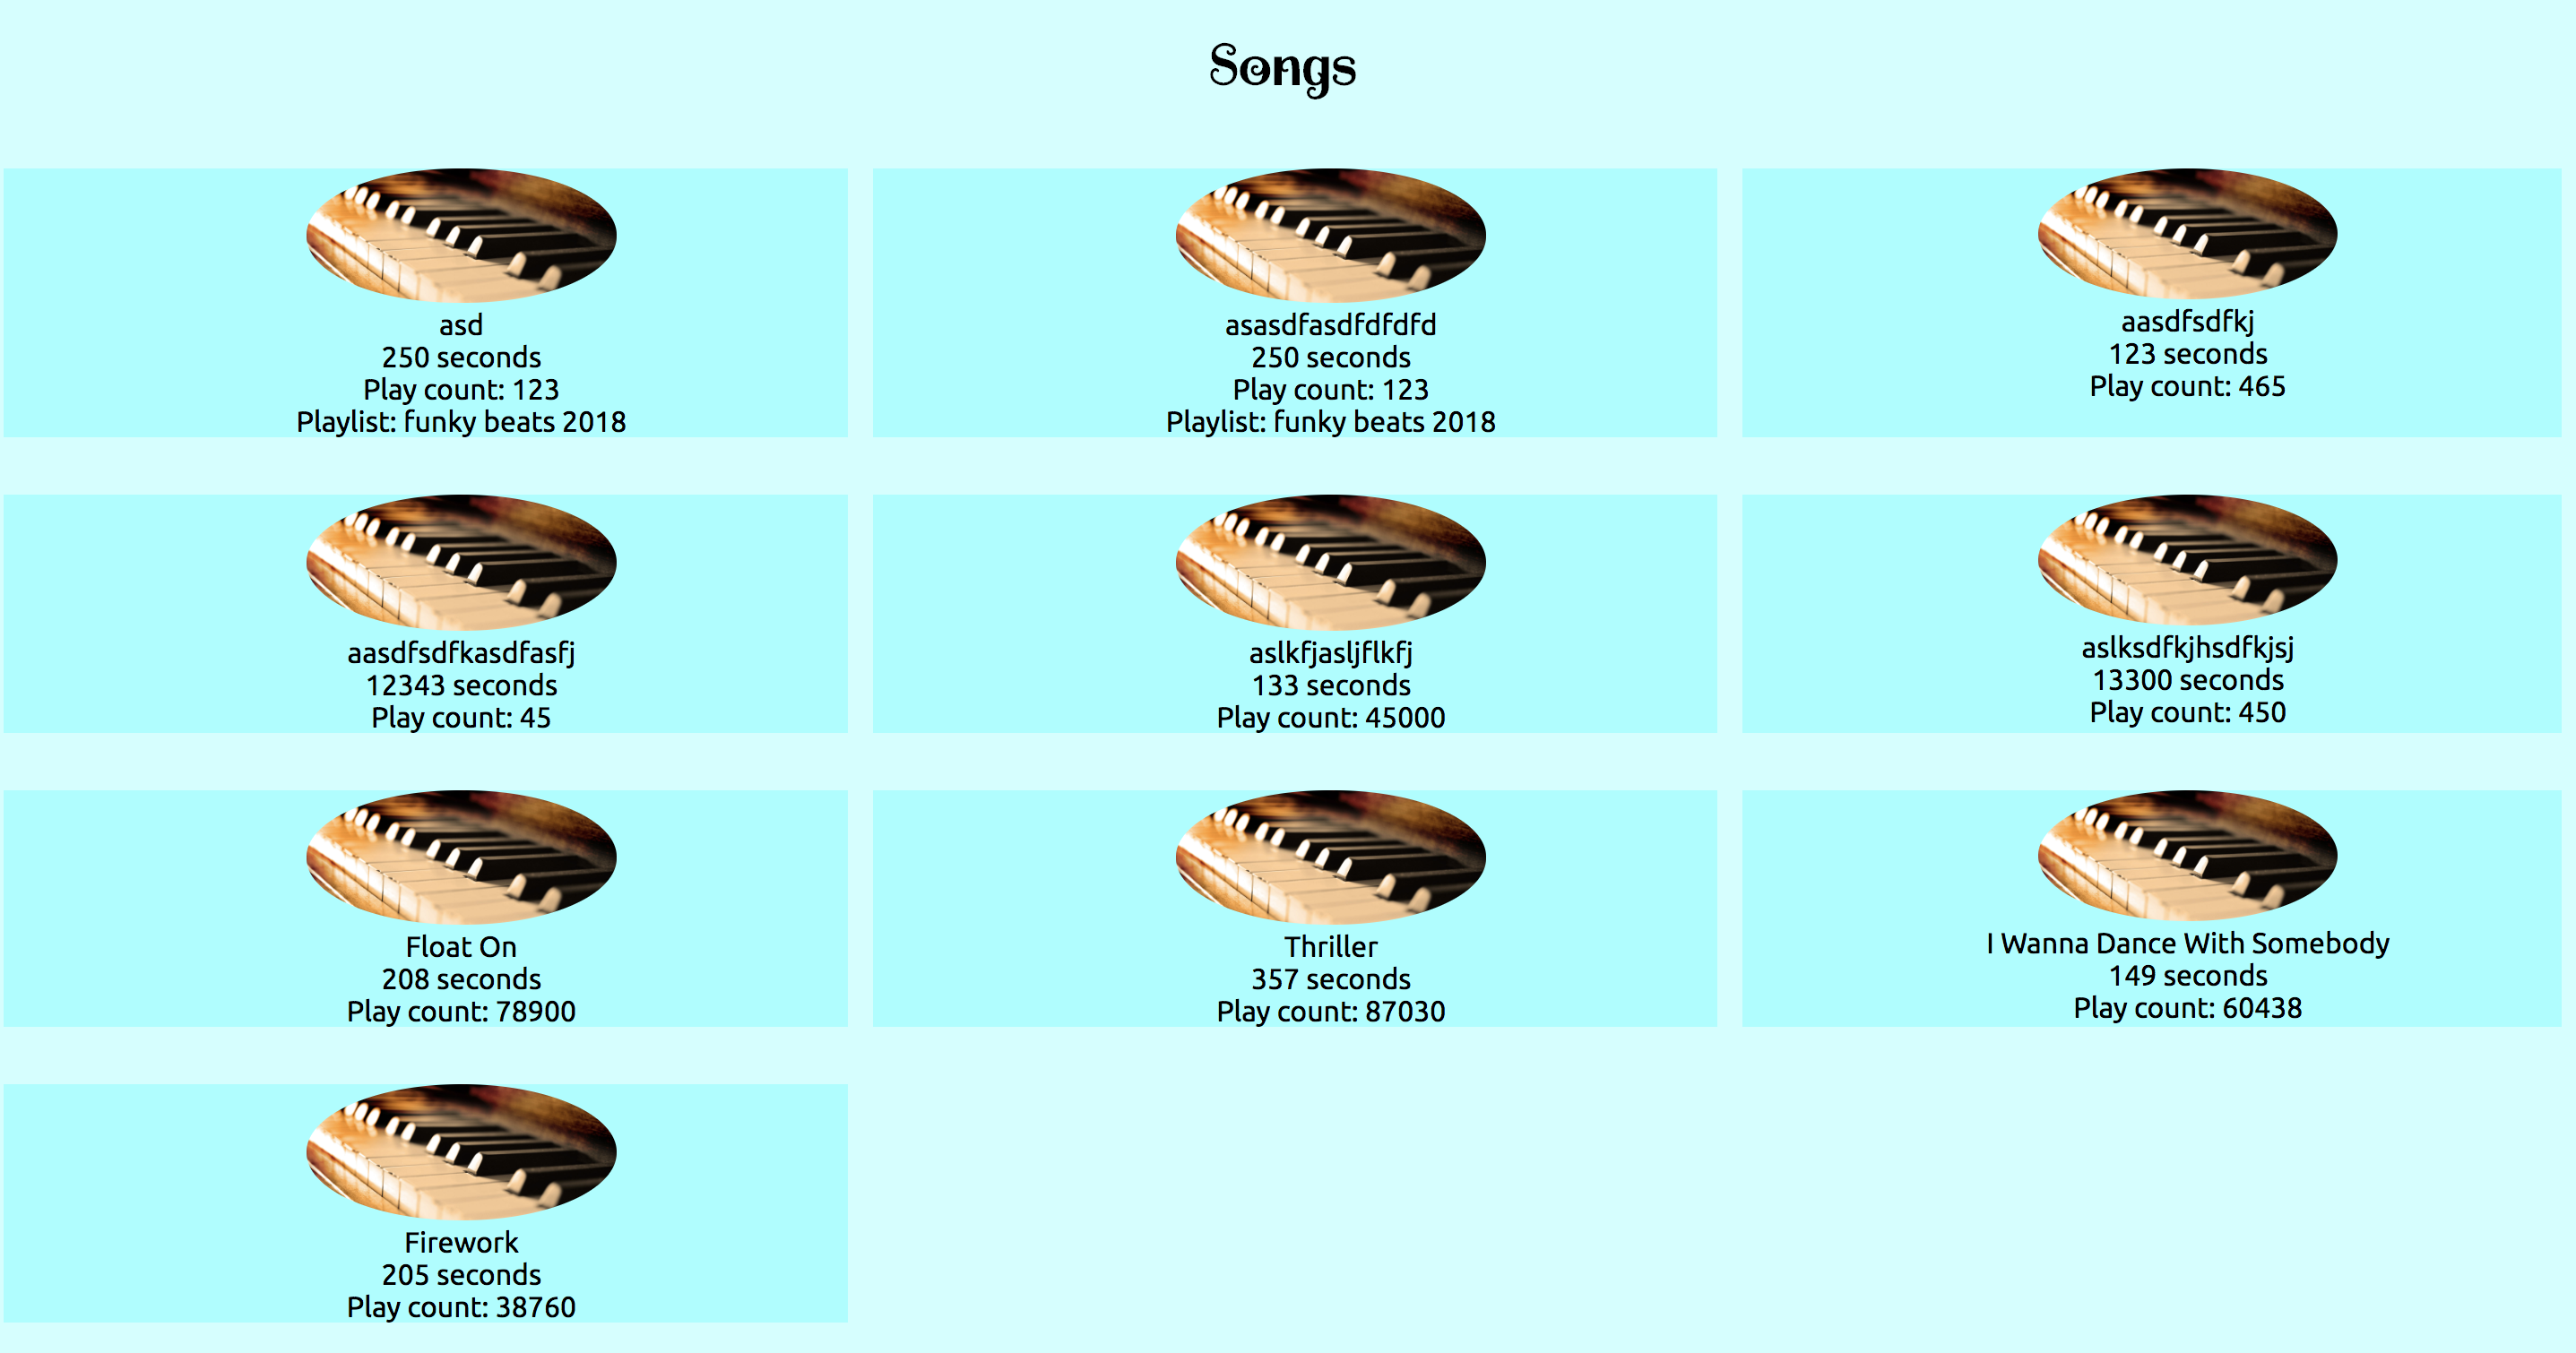 Songs
asd
250 seconds
Play count: 123
Playlist: funky beats 2018
asasdfasdfdfdfd
250 seconds
Play count: 123
Playlist: funky beats 2018
aasdfsdfkj
123 seconds
Play count: 465
aasdfsdfkasdfasfj
12343 seconds
Play count: 45
aslkfjasljflkfj
133 seconds
Play count: 45000
aslksdfkjhsdfkjsj
13300 seconds
Play count: 450
Float On
208 seconds
Play count: 78900
Thriller
357 seconds
Play count: 87030
I Wanna Dance With Somebody
149 seconds
Play count: 60438
Firework
205 seconds
Play count: 38760